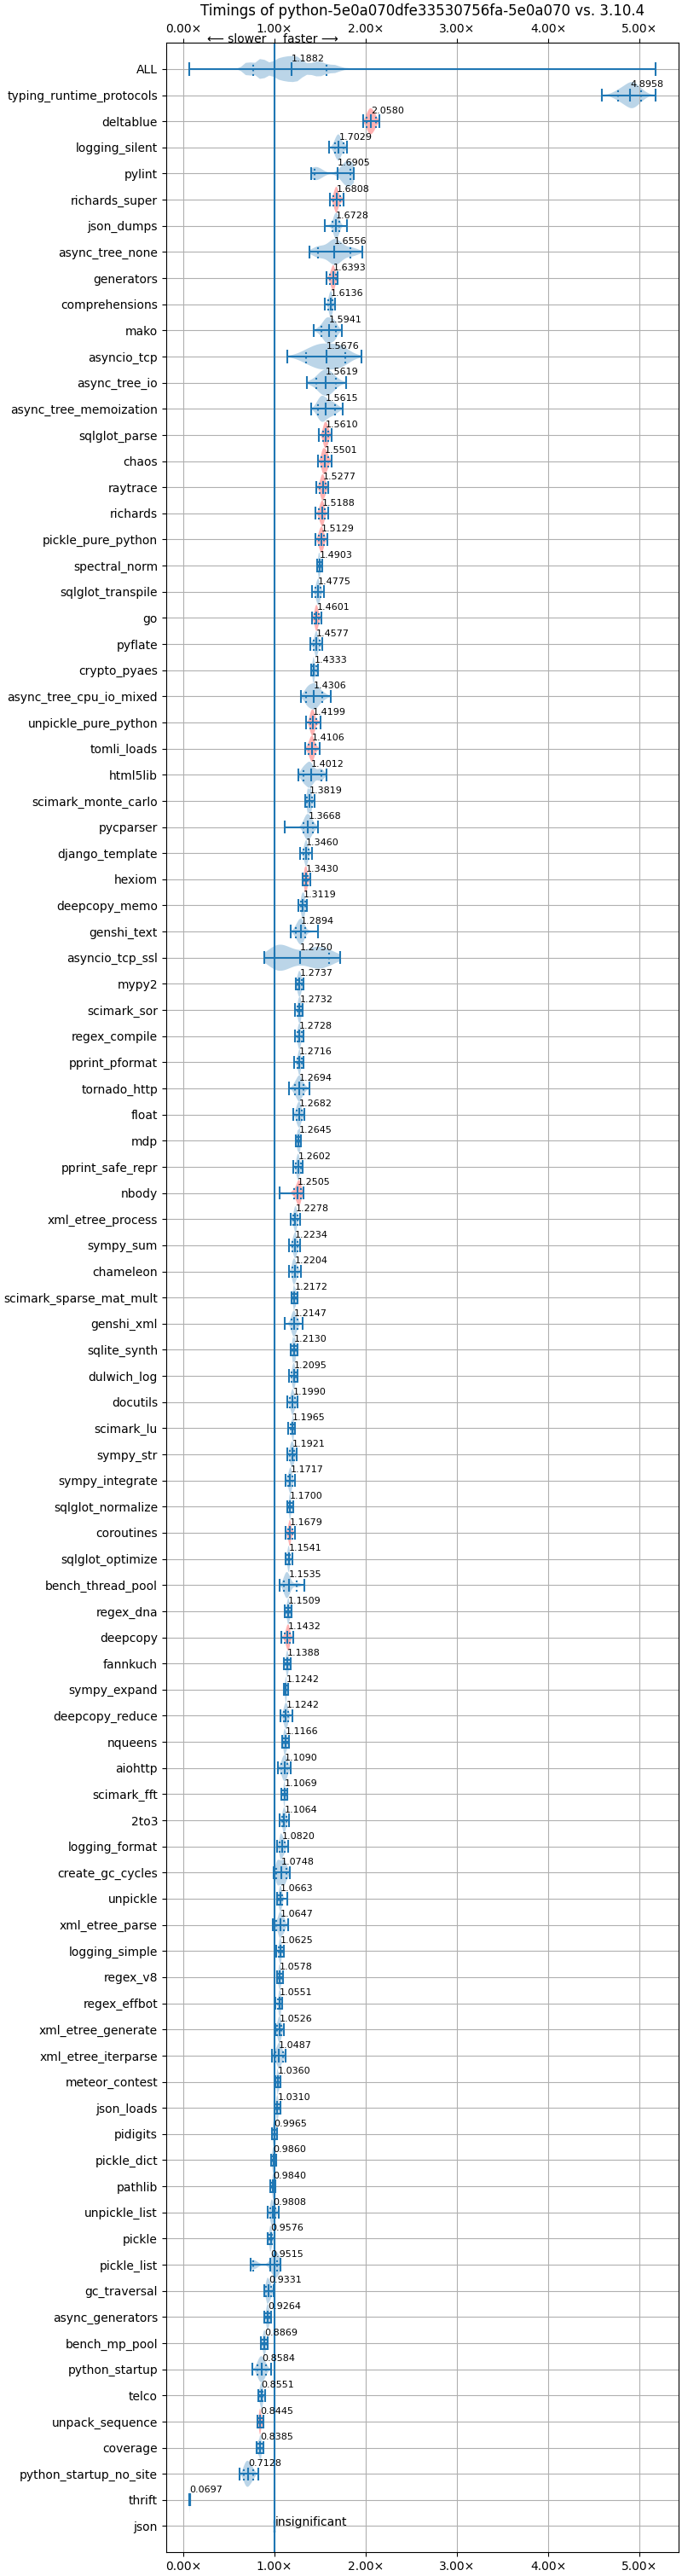 Timings of python-5e0a070dfe33530756fa-5e0a070 vs. 3.10.4
0.00× 1.00× 2.00× 3.00× 4.00× 5.00×
⟵ slower faster ⟶
ALL 1.1882
typing_runtime_protocols 4.8958
deltablue 2.0580
logging_silent 1.7029
pylint 1.6905
richards_super 1.6808
json_dumps 1.6728
async_tree_none 1.6556
generators 1.6393
comprehensions 1.6136
mako 1.5941
asyncio_tcp 1.5676
async_tree_io 1.5619
async_tree_memoization 1.5615
sqlglot_parse 1.5610
chaos 1.5501
raytrace 1.5277
richards 1.5188
pickle_pure_python 1.5129
spectral_norm 1.4903
sqlglot_transpile 1.4775
go 1.4601
pyflate 1.4577
crypto_pyaes 1.4333
async_tree_cpu_io_mixed 1.4306
unpickle_pure_python 1.4199
tomli_loads 1.4106
html5lib 1.4012
scimark_monte_carlo 1.3819
pycparser 1.3668
django_template 1.3460
hexiom 1.3430
deepcopy_memo 1.3119
genshi_text 1.2894
asyncio_tcp_ssl 1.2750
mypy2 1.2737
scimark_sor 1.2732
regex_compile 1.2728
pprint_pformat 1.2716
tornado_http 1.2694
float 1.2682
mdp 1.2645
pprint_safe_repr 1.2602
nbody 1.2505
xml_etree_process 1.2278
sympy_sum 1.2234
chameleon 1.2204
scimark_sparse_mat_mult 1.2172
genshi_xml 1.2147
sqlite_synth 1.2130
dulwich_log 1.2095
docutils 1.1990
scimark_lu 1.1965
sympy_str 1.1921
sympy_integrate 1.1717
sqlglot_normalize 1.1700
coroutines 1.1679
sqlglot_optimize 1.1541
bench_thread_pool 1.1535
regex_dna 1.1509
deepcopy 1.1432
fannkuch 1.1388
sympy_expand 1.1242
deepcopy_reduce 1.1242
nqueens 1.1166
aiohttp 1.1090
scimark_fft 1.1069
2to3 1.1064
logging_format 1.0820
create_gc_cycles 1.0748
unpickle 1.0663
xml_etree_parse 1.0647
logging_simple 1.0625
regex_v8 1.0578
regex_effbot 1.0551
xml_etree_generate 1.0526
xml_etree_iterparse 1.0487
meteor_contest 1.0360
json_loads 1.0310
pidigits 0.9965
pickle_dict 0.9860
pathlib 0.9840
unpickle_list 0.9808
pickle 0.9576
pickle_list 0.9515
gc_traversal 0.9331
async_generators 0.9264
bench_mp_pool 0.8869
python_startup 0.8584
telco 0.8551
unpack_sequence 0.8445
coverage 0.8385
python_startup_no_site 0.7128
thrift 0.0697
json insignificant
0.00× 1.00× 2.00× 3.00× 4.00× 5.00×